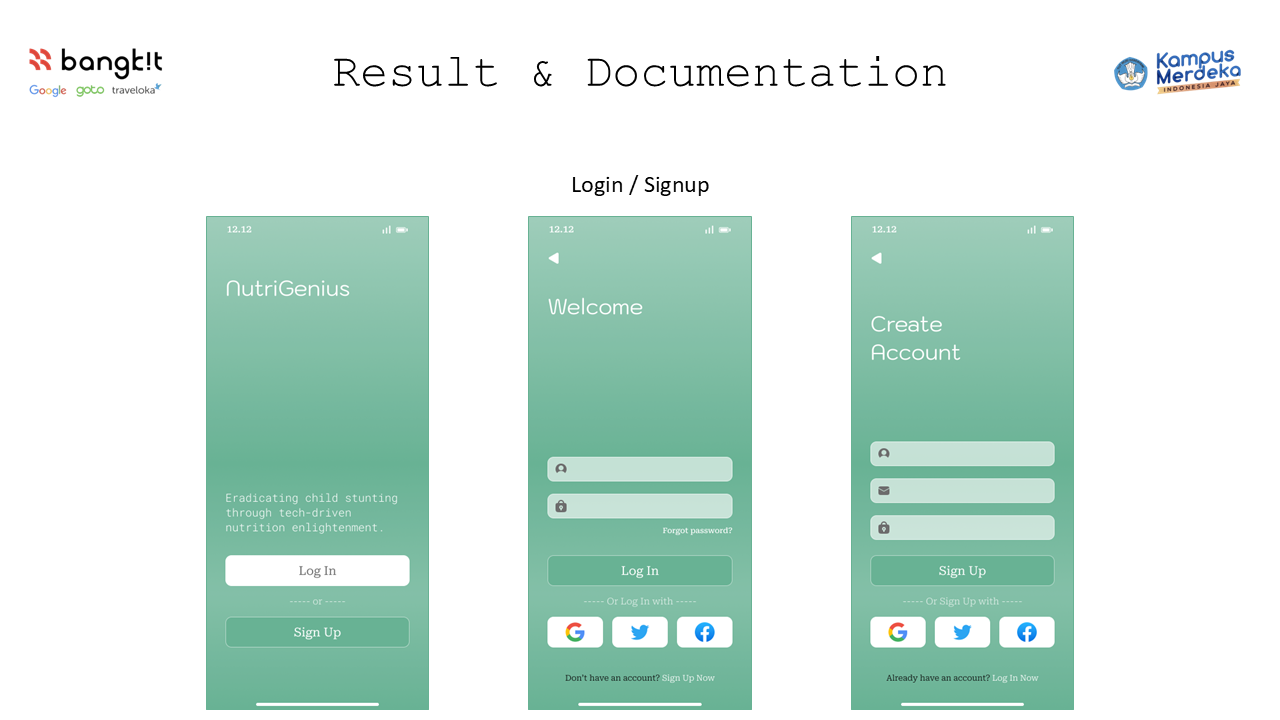 bangk!t
Google goto traveloka
Result & Documentation
Kampus
Merdeka
INDONESIA JAYA
Login / Signup
12.12
NutriGenius
Eradicating child stunting
through tech-driven
nutrition enlightenment.
Log In
----- or -----
Sign Up
12.12
Welcome
Forgot password?
Log In
----- Or Log In with -----
Don't have an account? Sign Up Now
12.12
Create
Account
Sign Up
----- Or Sign Up with -----
Already have an account? Log In Now